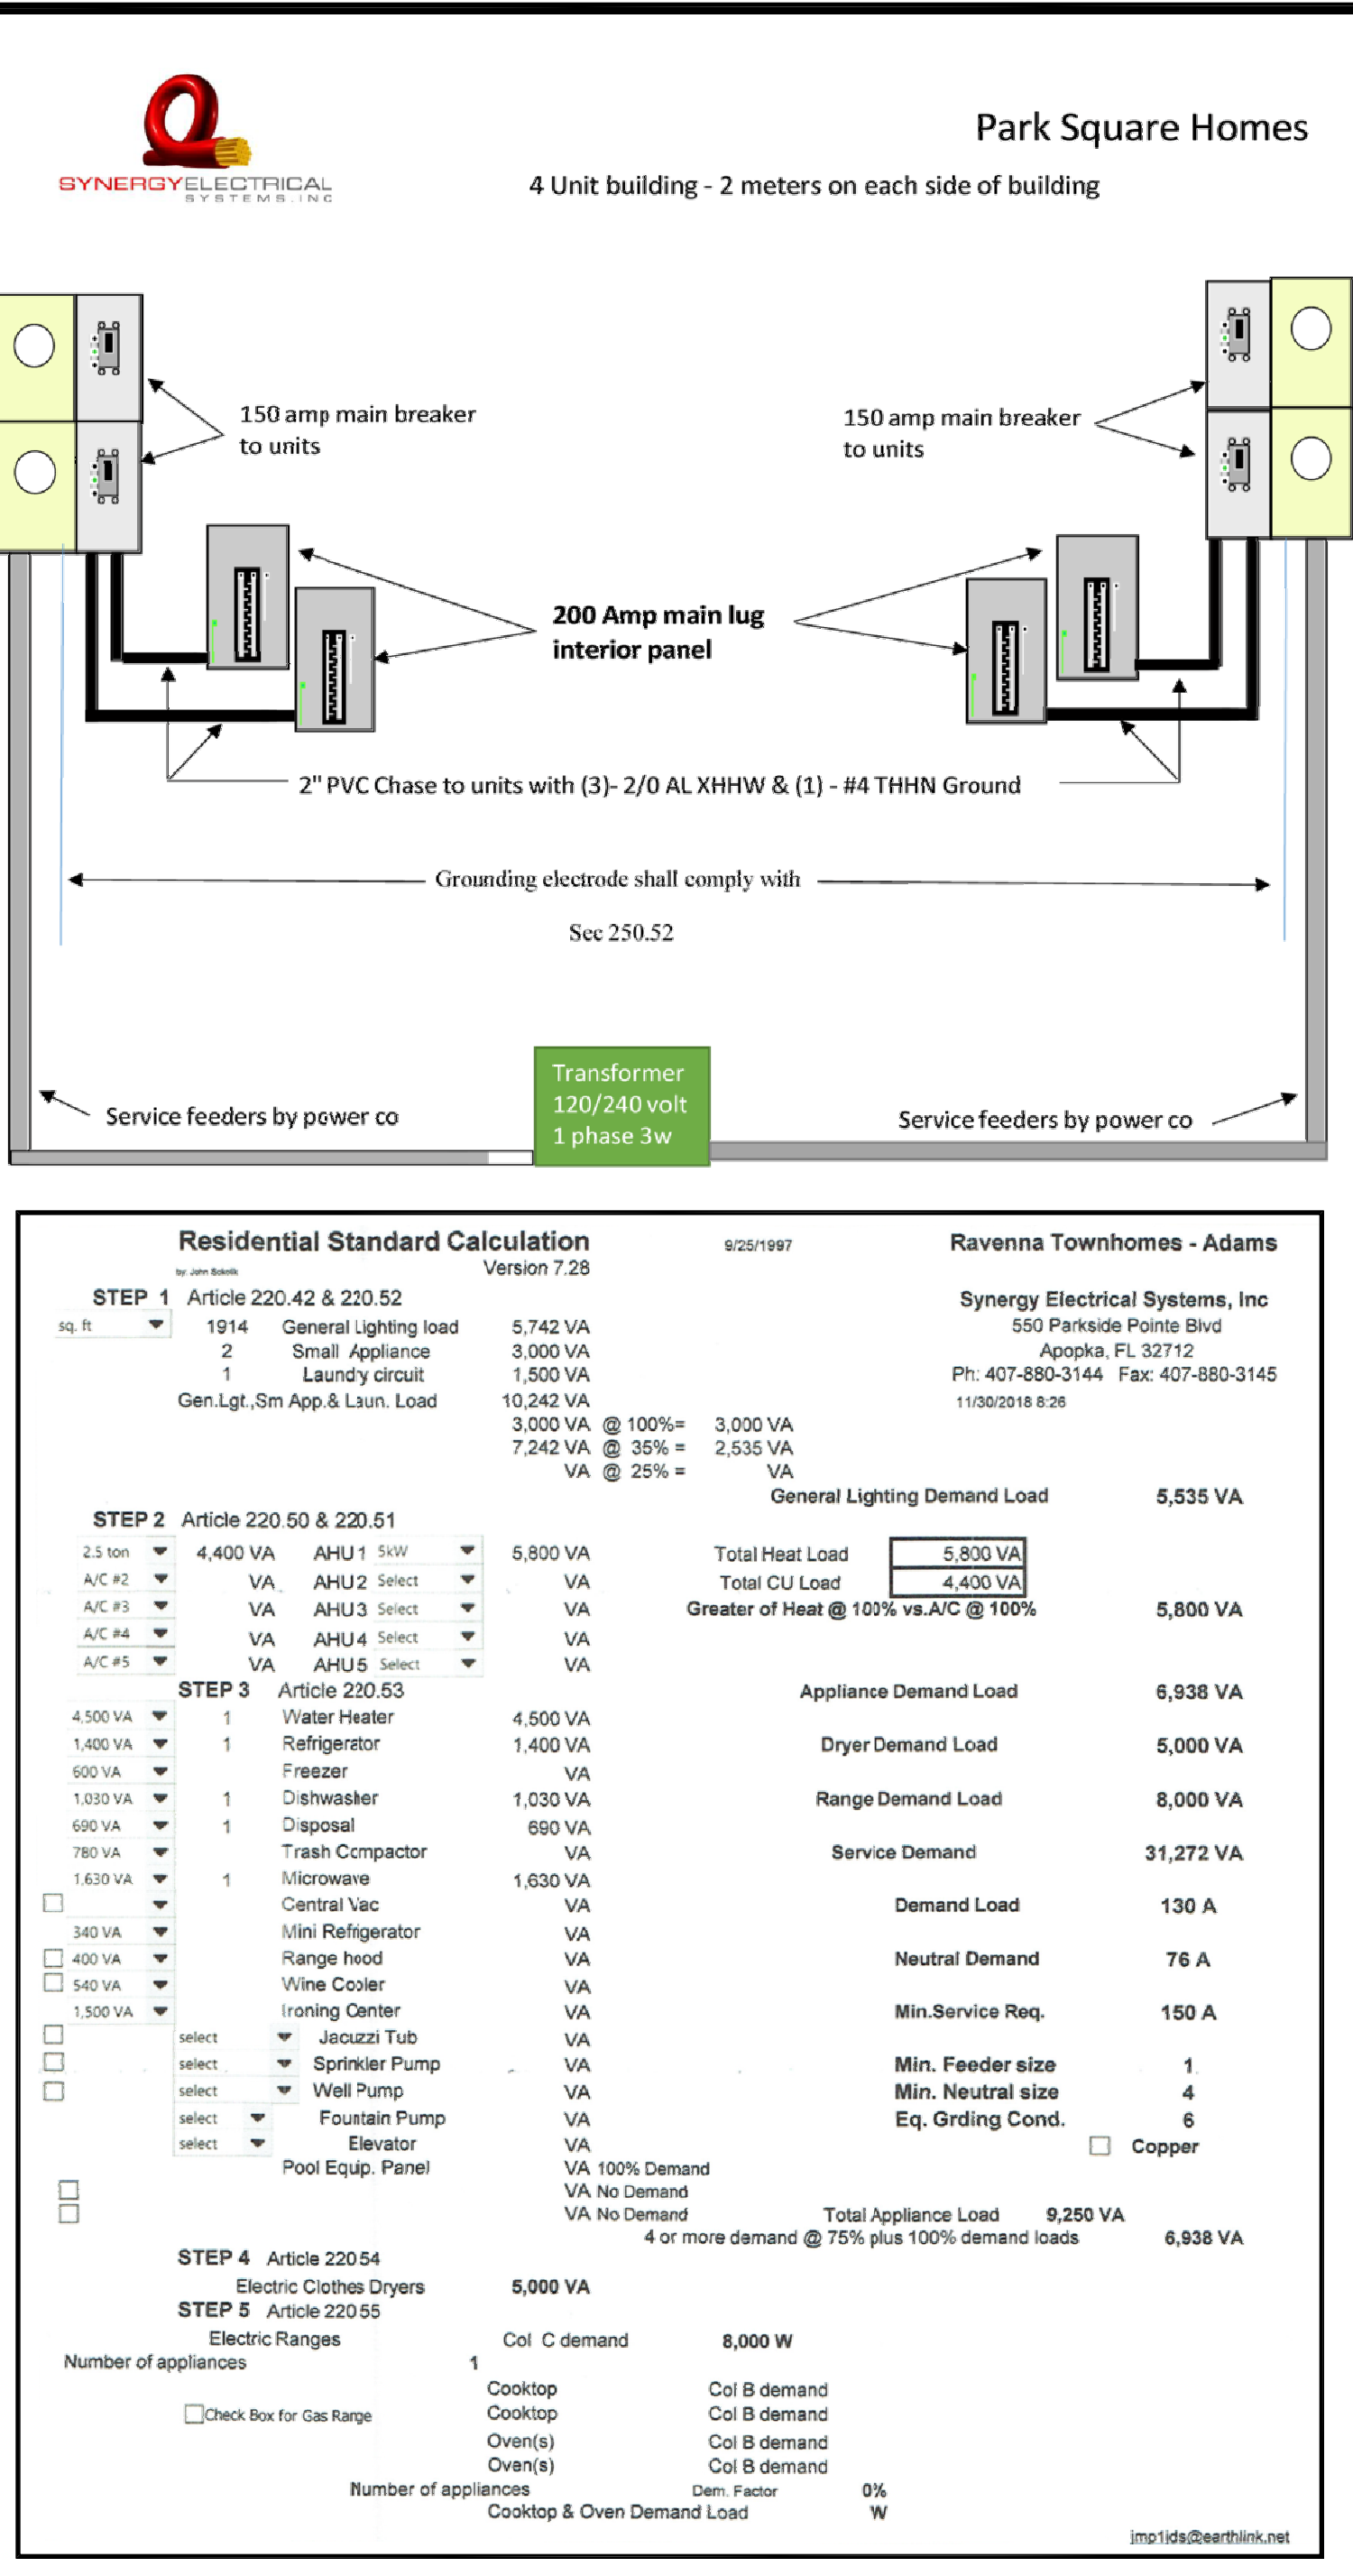 Park Square Homes
SYNERGYELECTRICAL
SYSTEMS.INC
4 Unit building - 2 meters on each side of building
150 amp main breaker
to units
150 amp main breaker
to units
200 Amp main lug
interior panel
2" PVC Chase to units with (3)- 2/0 AL XHHW & (1) - #4 THHN Ground
Grounding electrode shall comply with
Sec 250.52
Transformer
120/240 volt
1 phase 3w
Service feeders by power co
Service feeders by power co
Residential Standard Calculation 9/25/1997 Ravenna Townhomes - Adams
by: John Sokolik Version 7.28
STEP 1 Article 220.42 & 220.52 Synergy Electrical Systems, Inc
sq. ft 1914 General Lighting load 5,742 VA 550 Parkside Pointe Blvd
2 Small Appliance 3,000 VA Apopka, FL 32712
1 Laundry circuit 1,500 VA Ph: 407-880-3144 Fax: 407-880-3145
Gen.Lgt.,Sm App.& Laun. Load 10,242 VA 11/30/2018 8:26
3,000 VA @ 100%= 3,000 VA
7,242 VA @ 35% = 2,535 VA
VA @ 25% = VA
General Lighting Demand Load 5,535 VA
STEP 2 Article 220.50 & 220.51
2.5 ton 4,400 VA AHU 1 5kW 5,800 VA Total Heat Load 5,800 VA
A/C #2 VA AHU 2 Select VA Total CU Load 4,400 VA
A/C #3 VA AHU 3 Select VA Greater of Heat @ 100% vs.A/C @ 100% 5,800 VA
A/C #4 VA AHU 4 Select VA
A/C #5 VA AHU 5 Select VA
STEP 3 Article 220.53 Appliance Demand Load 6,938 VA
4,500 VA 1 Water Heater 4,500 VA
1,400 VA 1 Refrigerator 1,400 VA Dryer Demand Load 5,000 VA
600 VA Freezer VA
1,030 VA 1 Dishwasher 1,030 VA Range Demand Load 8,000 VA
690 VA 1 Disposal 690 VA
780 VA Trash Compactor VA Service Demand 31,272 VA
1,630 VA 1 Microwave 1,630 VA
Central Vac VA Demand Load 130 A
340 VA Mini Refrigerator VA
400 VA Range hood VA Neutral Demand 76 A
540 VA Wine Cooler VA
1,500 VA Ironing Center VA Min.Service Req. 150 A
select Jacuzzi Tub VA
select Sprinkler Pump VA Min. Feeder size 1
select Well Pump VA Min. Neutral size 4
select Fountain Pump VA Eq. Grding Cond. 6
select Elevator VA Copper
Pool Equip. Panel VA 100% Demand
VA No Demand
VA No Demand Total Appliance Load 9,250 VA
4 or more demand @ 75% plus 100% demand loads 6,938 VA
STEP 4 Article 220 54
Electric Clothes Dryers 5,000 VA
STEP 5 Article 220 55
Electric Ranges Col C demand 8,000 W
Number of appliances 1
Cooktop Col B demand
Check Box for Gas Range Cooktop Col B demand
Oven(s) Col B demand
Oven(s) Col B demand
Number of appliances Dem. Factor 0%
Cooktop & Oven Demand Load W
jmp1jds@earthlink.net